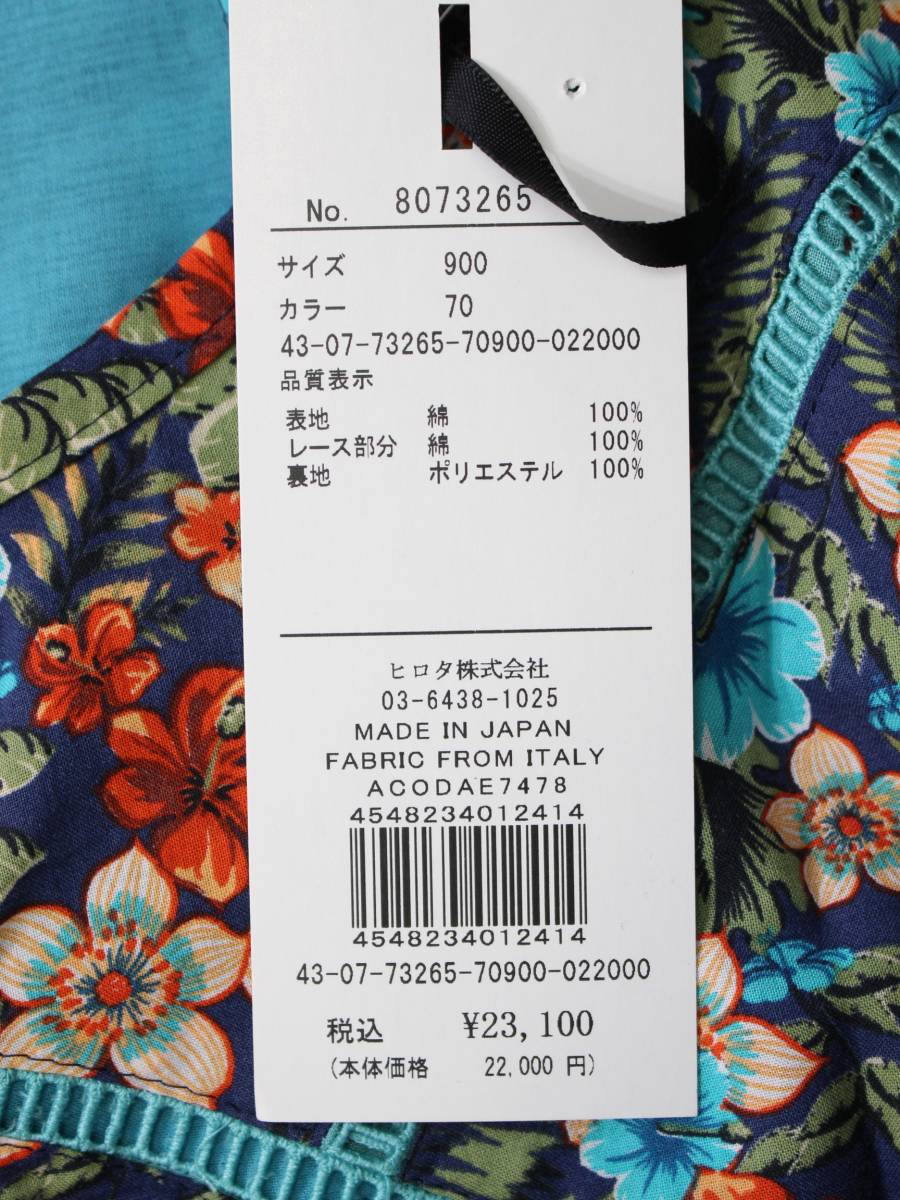 No. 8073265
サイズ 900
カラー 70
43-07-73265-70900-022000
品質表示
表地 綿 100%
レース部分 綿 100%
裏地 ポリエステル 100%
ヒロタ株式会社
03-6438-1025
MADE IN JAPAN
FABRIC FROM ITALY
ACODAE7478
4548234012414
4548234012414
43-07-73265-70900-022000
税込 ¥23,100
(本体価格 22,000 円)